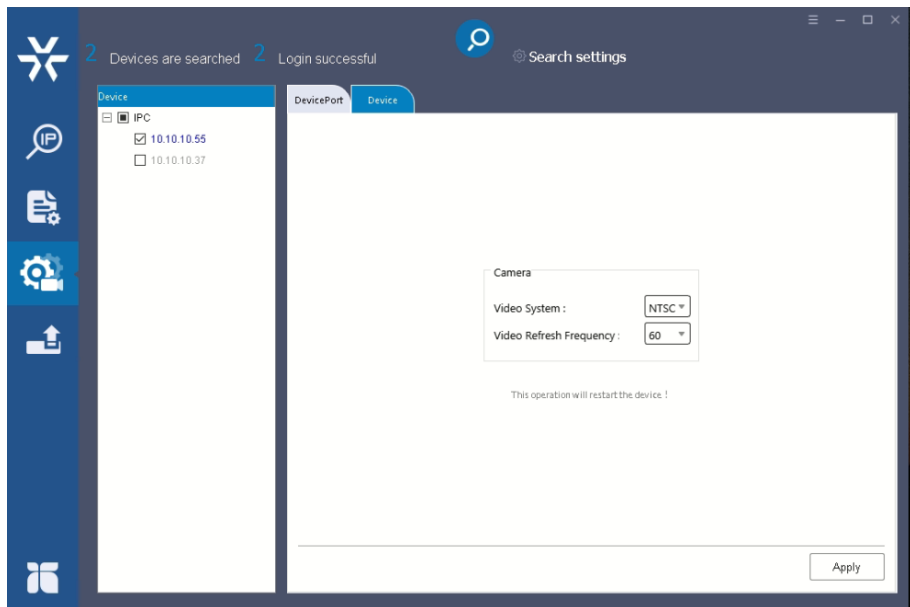 2 Devices are searched 2 Login successful Search settings
Device
IPC
10.10.10.55
10.10.10.37
IP
DevicePort Device
Camera
Video System : NTSC
Video Refresh Frequency : 60
This operation will restart the device !
Apply